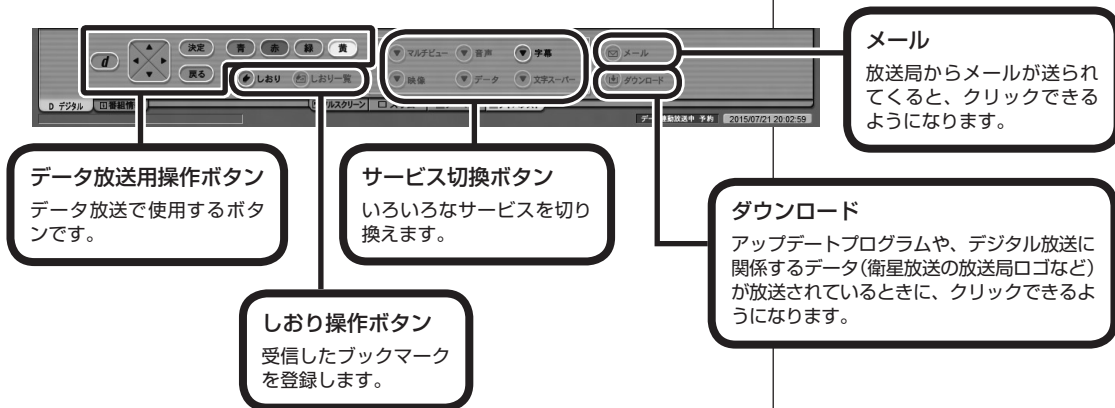 d
決定
戻る
青
赤
緑
黄
しおり
しおり一覧
マルチビュー
音声
字幕
映像
データ
文字スーパー
メール
ダウンロード
D デジタル
番組情
ルスクリーン
動放送中 予約
2015/07/21 20:02:59
メール
放送局からメールが送られ
てくると、クリックできる
ようになります。
データ放送用操作ボタン
データ放送で使用するボタ
ンです。
サービス切換ボタン
いろいろなサービスを切り
換えます。
ダウンロード
アップデートプログラムや、デジタル放送に
関係するデータ(衛星放送の放送局ロゴなど)
が放送されているときに、クリックできるよ
うになります。
しおり操作ボタン
受信したブックマーク
を登録します。